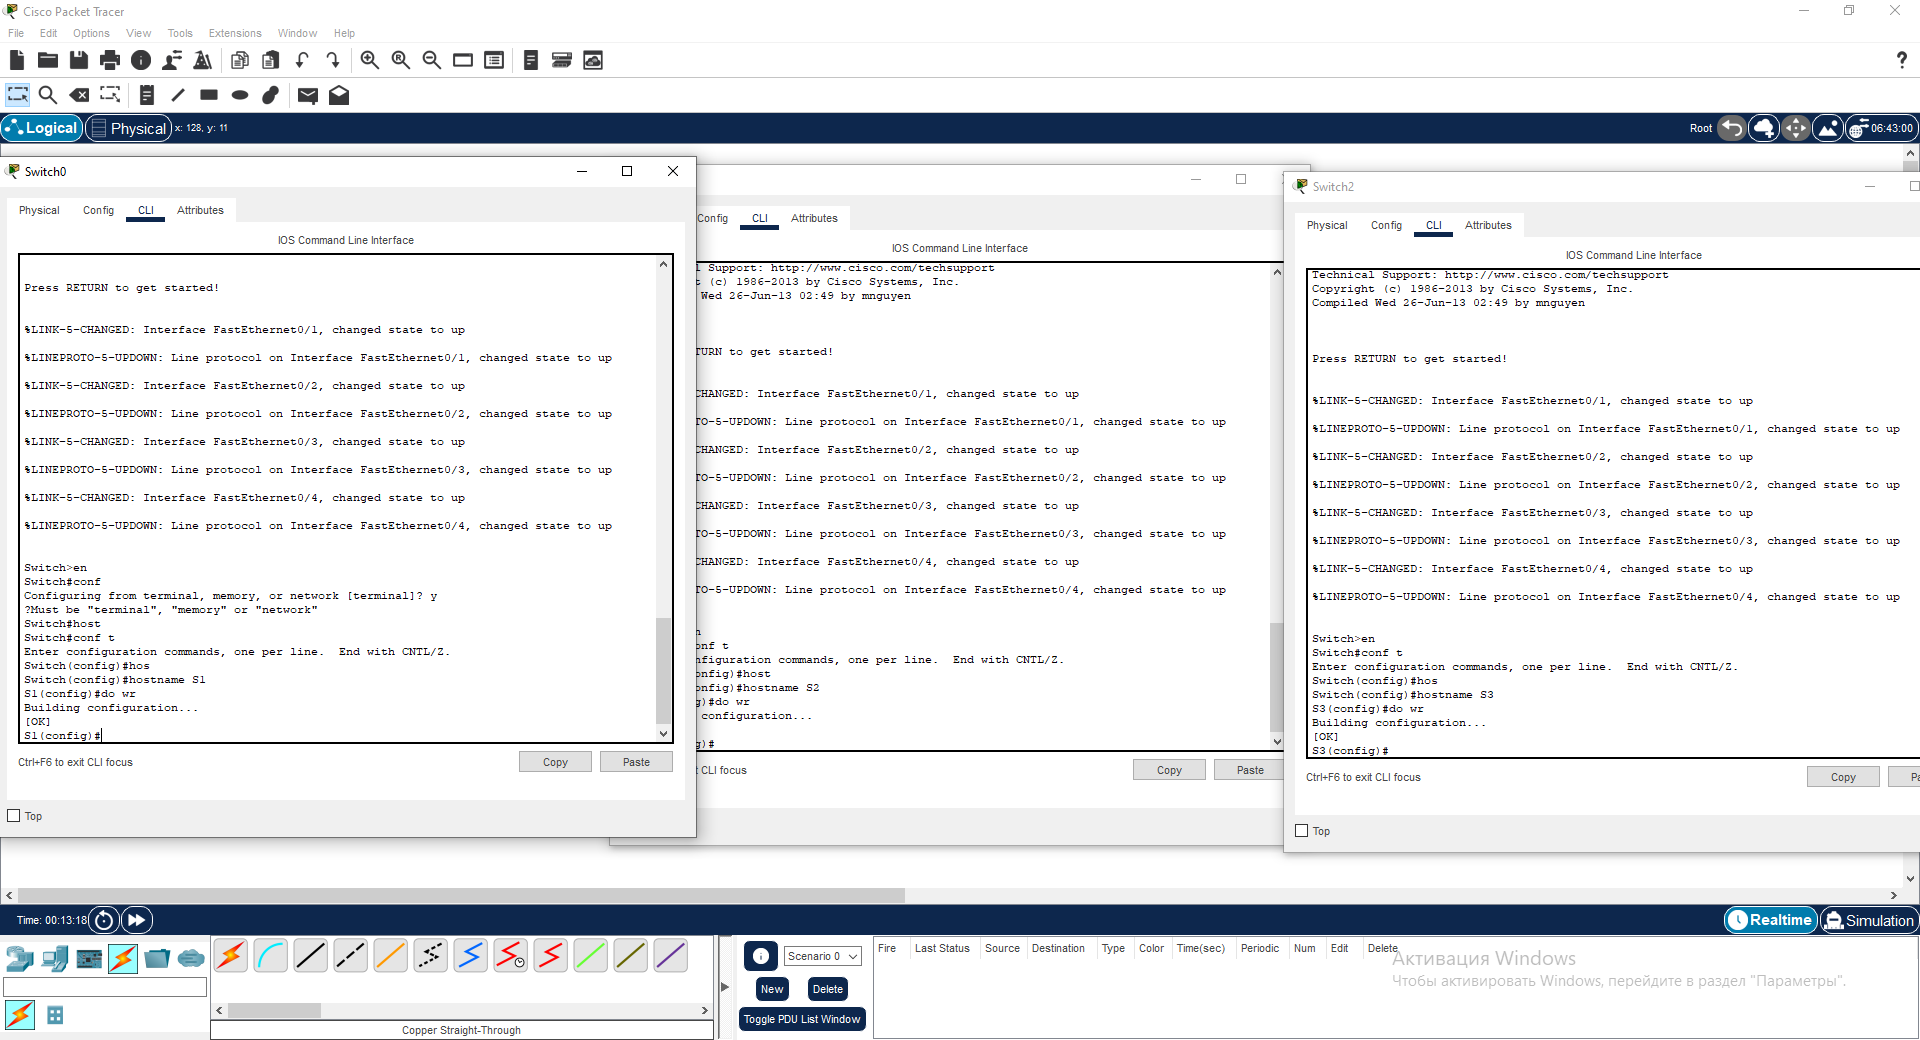 Cisco Packet Tracer
File Edit Options View Tools Extensions Window Help
Logical Physical x: 128, y: 11 Root 06:43:00
Switch0
Physical Config CLI Attributes
IOS Command Line Interface
Press RETURN to get started!
%LINK-5-CHANGED: Interface FastEthernet0/1, changed state to up
%LINEPROTO-5-UPDOWN: Line protocol on Interface FastEthernet0/1, changed state to up
%LINK-5-CHANGED: Interface FastEthernet0/2, changed state to up
%LINEPROTO-5-UPDOWN: Line protocol on Interface FastEthernet0/2, changed state to up
%LINK-5-CHANGED: Interface FastEthernet0/3, changed state to up
%LINEPROTO-5-UPDOWN: Line protocol on Interface FastEthernet0/3, changed state to up
%LINK-5-CHANGED: Interface FastEthernet0/4, changed state to up
%LINEPROTO-5-UPDOWN: Line protocol on Interface FastEthernet0/4, changed state to up
Switch>en
Switch#conf
Configuring from terminal, memory, or network [terminal]? y
?Must be "terminal", "memory" or "network"
Switch#host
Switch#conf t
Enter configuration commands, one per line.  End with CNTL/Z.
Switch(config)#hos
Switch(config)#hostname S1
S1(config)#do wr
Building configuration...
[OK]
S1(config)#
Ctrl+F6 to exit CLI focus
Copy Paste
Top
Config CLI Attributes
IOS Command Line Interface
l Support: http://www.cisco.com/techsupport
t (c) 1986-2013 by Cisco Systems, Inc.
Wed 26-Jun-13 02:49 by mnguyen
TURN to get started!
CHANGED: Interface FastEthernet0/1, changed state to up
TO-5-UPDOWN: Line protocol on Interface FastEthernet0/1, changed state to up
CHANGED: Interface FastEthernet0/2, changed state to up
TO-5-UPDOWN: Line protocol on Interface FastEthernet0/2, changed state to up
CHANGED: Interface FastEthernet0/3, changed state to up
TO-5-UPDOWN: Line protocol on Interface FastEthernet0/3, changed state to up
CHANGED: Interface FastEthernet0/4, changed state to up
TO-5-UPDOWN: Line protocol on Interface FastEthernet0/4, changed state to up
n
onf t
nfiguration commands, one per line.  End with CNTL/Z.
onfig)#host
onfig)#hostname S2
g)#do wr
configuration...
g)#
t CLI focus
Copy Paste
Switch2
Physical Config CLI Attributes
IOS Command Line Interface
Technical Support: http://www.cisco.com/techsupport
Copyright (c) 1986-2013 by Cisco Systems, Inc.
Compiled Wed 26-Jun-13 02:49 by mnguyen
Press RETURN to get started!
%LINK-5-CHANGED: Interface FastEthernet0/1, changed state to up
%LINEPROTO-5-UPDOWN: Line protocol on Interface FastEthernet0/1, changed state to up
%LINK-5-CHANGED: Interface FastEthernet0/2, changed state to up
%LINEPROTO-5-UPDOWN: Line protocol on Interface FastEthernet0/2, changed state to up
%LINK-5-CHANGED: Interface FastEthernet0/3, changed state to up
%LINEPROTO-5-UPDOWN: Line protocol on Interface FastEthernet0/3, changed state to up
%LINK-5-CHANGED: Interface FastEthernet0/4, changed state to up
%LINEPROTO-5-UPDOWN: Line protocol on Interface FastEthernet0/4, changed state to up
Switch>en
Switch#conf t
Enter configuration commands, one per line.  End with CNTL/Z.
Switch(config)#hos
Switch(config)#hostname S3
S3(config)#do wr
Building configuration...
[OK]
S3(config)#
Ctrl+F6 to exit CLI focus
Copy Pa
Top
Time: 00:13:18 Realtime Simulation
Copper Straight-Through
Scenario 0
New Delete
Toggle PDU List Window
Fire Last Status Source Destination Type Color Time(sec) Periodic Num Edit Delete
Активация Windows
Чтобы активировать Windows, перейдите в раздел "Параметры".